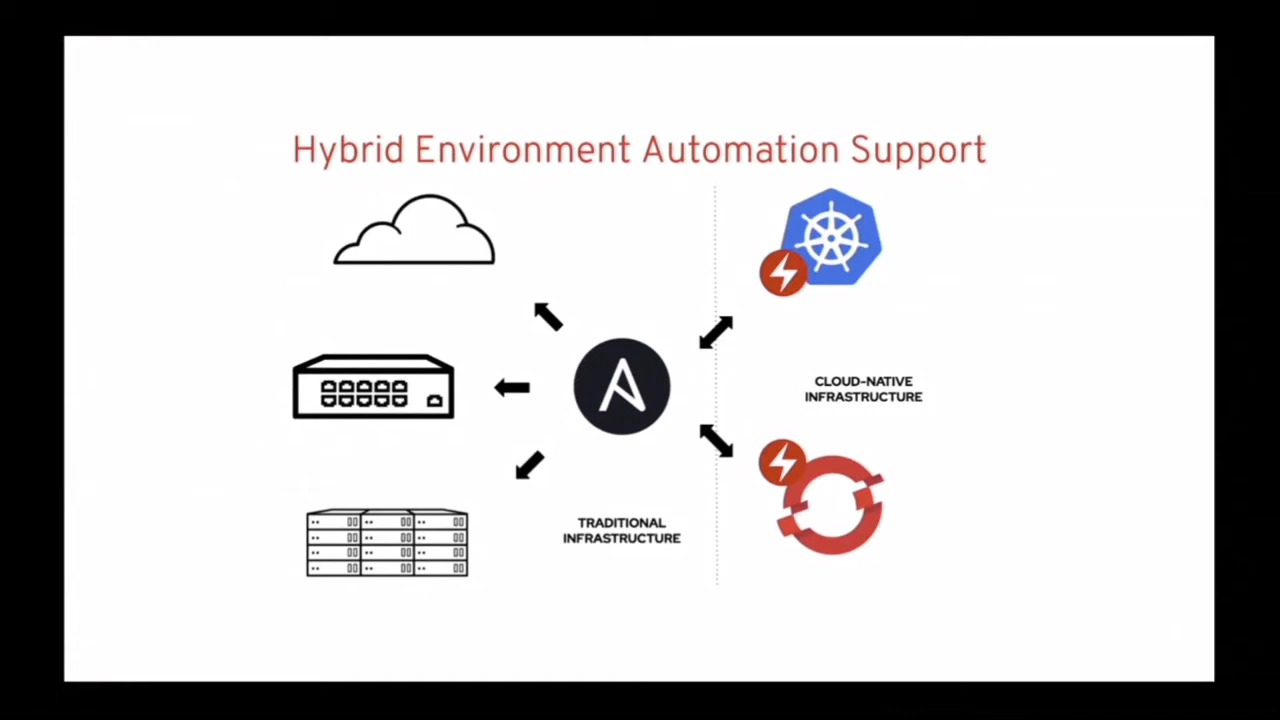 Hybrid Environment Automation Support
CLOUD-NATIVE
INFRASTRUCTURE
TRADITIONAL
INFRASTRUCTURE